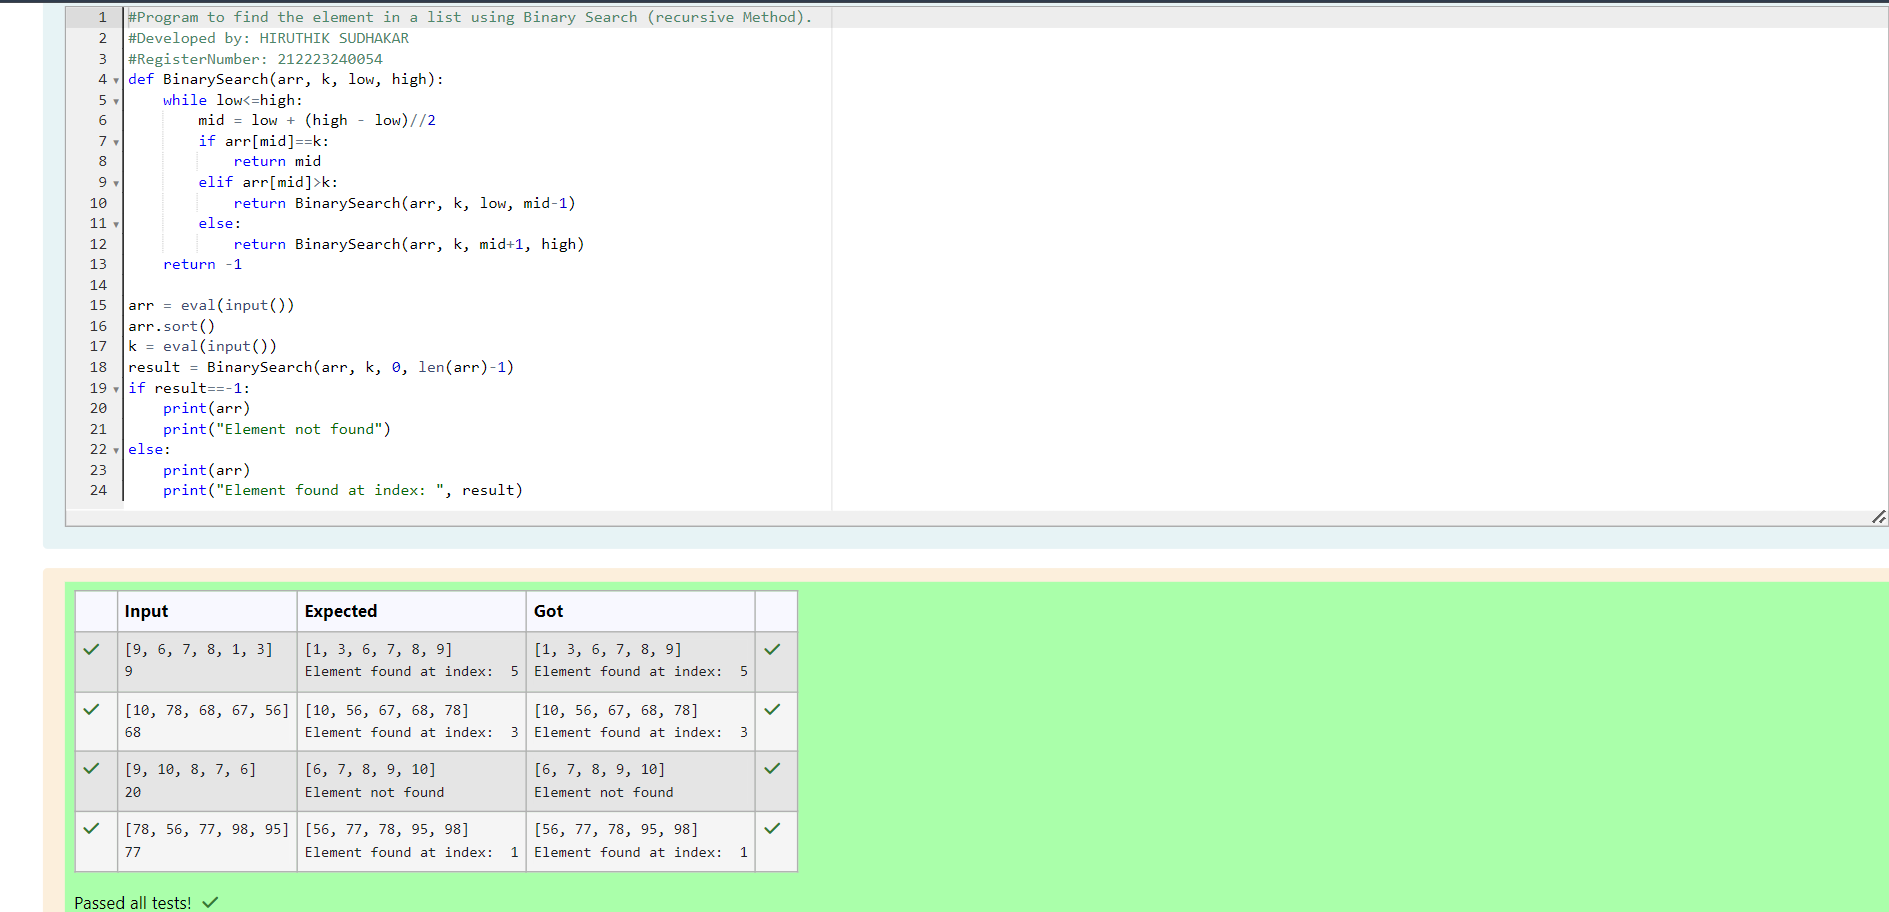 1 #Program to find the element in a list using Binary Search (recursive Method).
2 #Developed by: HIRUTHIK SUDHAKAR
3 #RegisterNumber: 212223240054
4 def BinarySearch(arr, k, low, high):
5     while low<=high:
6         mid = low + (high - low)//2
7         if arr[mid]==k:
8             return mid
9         elif arr[mid]>k:
10             return BinarySearch(arr, k, low, mid-1)
11         else:
12             return BinarySearch(arr, k, mid+1, high)
13     return -1
14
15 arr = eval(input())
16 arr.sort()
17 k = eval(input())
18 result = BinarySearch(arr, k, 0, len(arr)-1)
19 if result==-1:
20     print(arr)
21     print("Element not found")
22 else:
23     print(arr)
24     print("Element found at index: ", result)
Input Expected Got
[9, 6, 7, 8, 1, 3] [1, 3, 6, 7, 8, 9] [1, 3, 6, 7, 8, 9]
9 Element found at index:  5 Element found at index:  5
[10, 78, 68, 67, 56] [10, 56, 67, 68, 78] [10, 56, 67, 68, 78]
68 Element found at index:  3 Element found at index:  3
[9, 10, 8, 7, 6] [6, 7, 8, 9, 10] [6, 7, 8, 9, 10]
20 Element not found Element not found
[78, 56, 77, 98, 95] [56, 77, 78, 95, 98] [56, 77, 78, 95, 98]
77 Element found at index:  1 Element found at index:  1
Passed all tests!